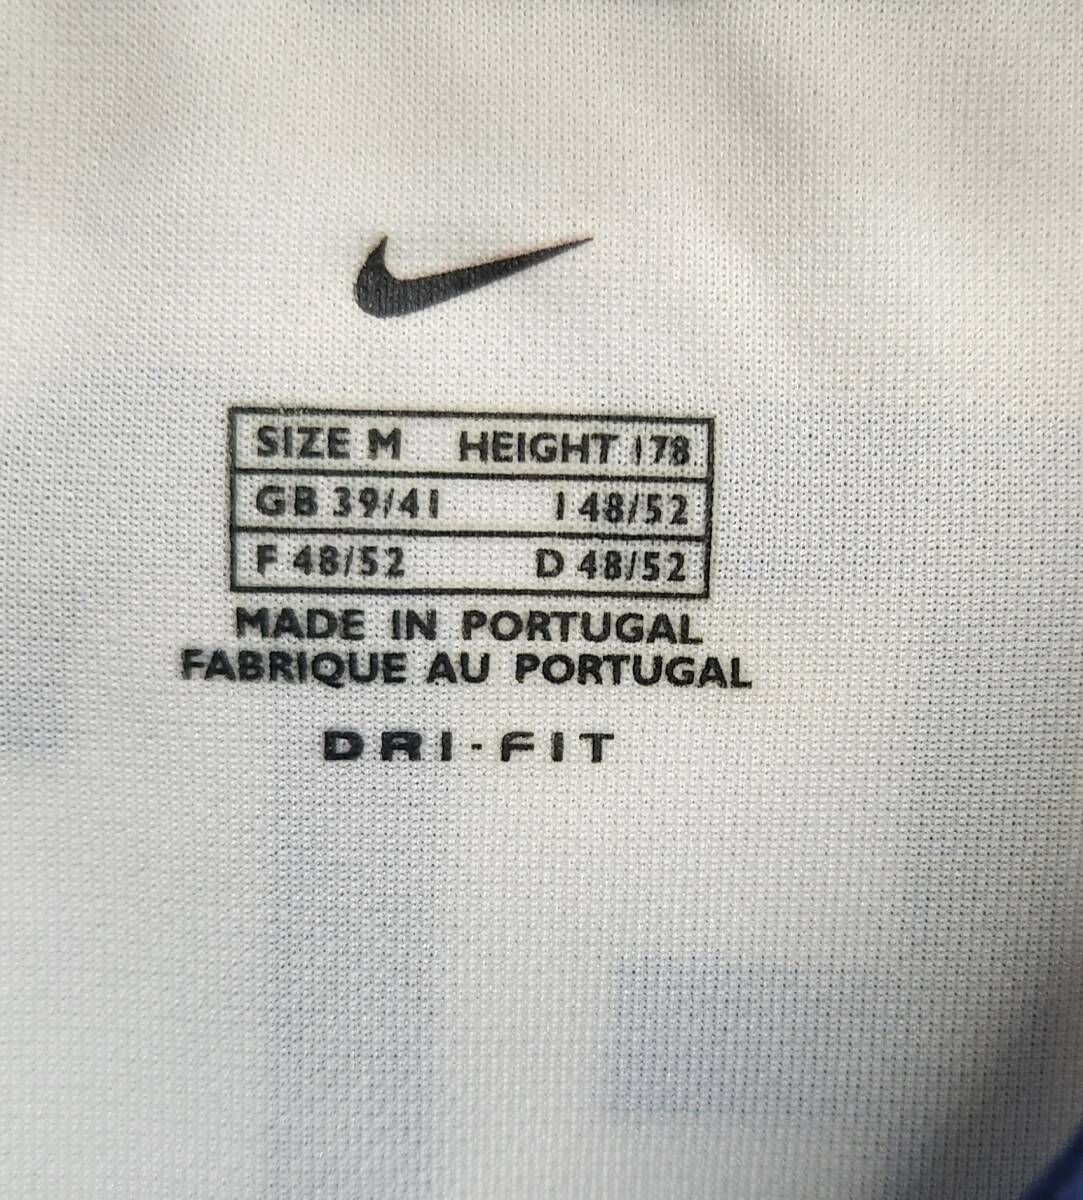 SIZE M HEIGHT 178
GB 39/41 I 48/52
F 48/52 D 48/52
MADE IN PORTUGAL
FABRIQUE AU PORTUGAL
DRI-FIT